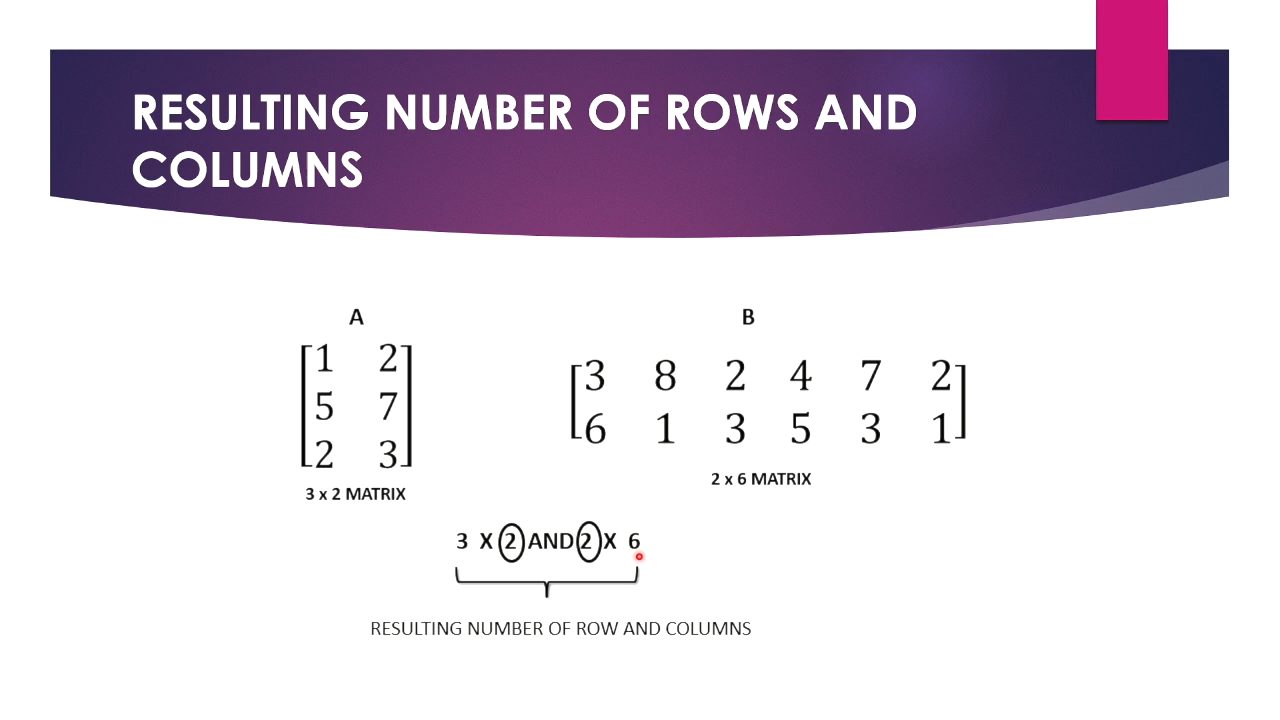 RESULTING NUMBER OF ROWS AND
COLUMNS
A
1 2
5 7
2 3
3 x 2 MATRIX
B
3 8 2 4 7 2
6 1 3 5 3 1
2 x 6 MATRIX
3 X 2 AND 2 X 6
RESULTING NUMBER OF ROW AND COLUMNS